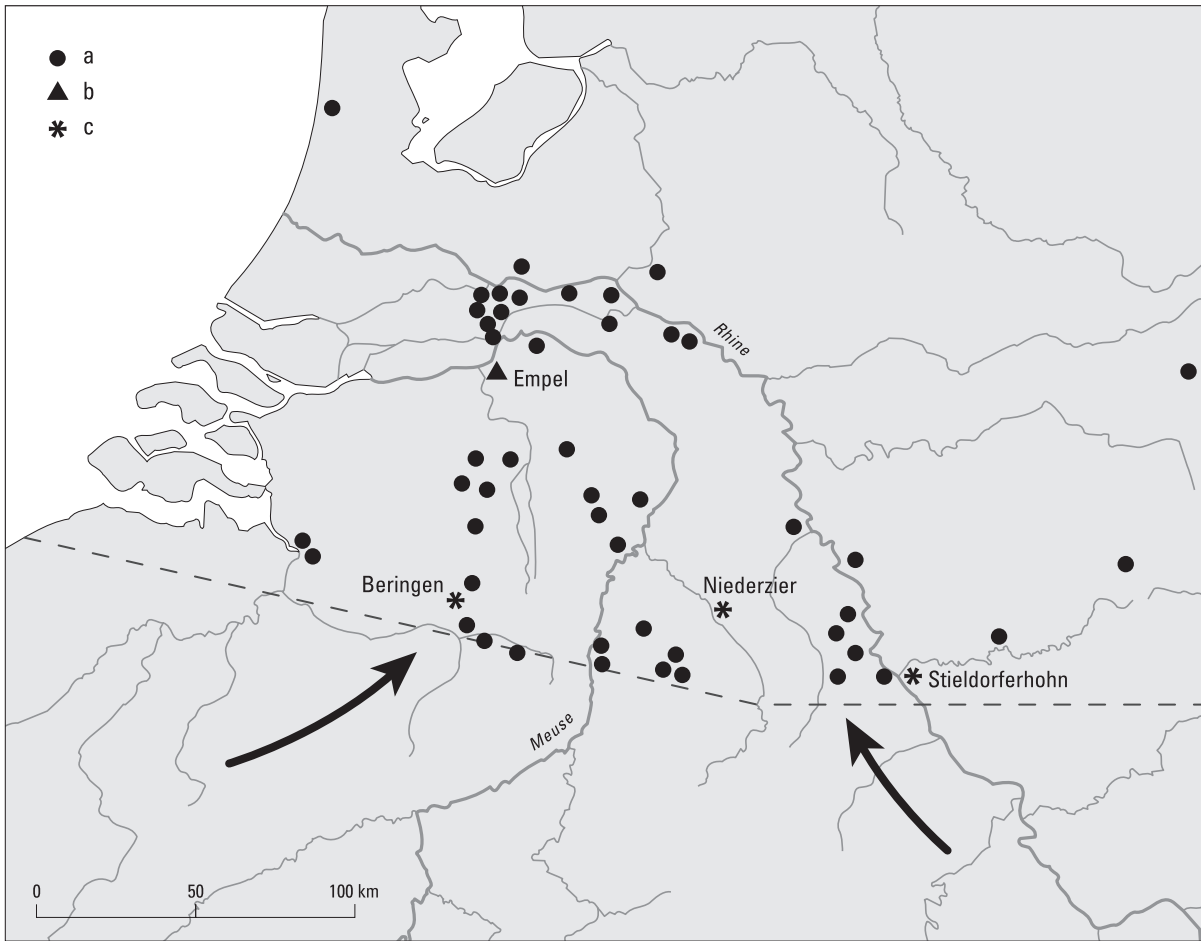 a
b
c
Rhine
Empel
Beringen
Niederzier
Stieldorferhohn
Meuse
0 50 100 km